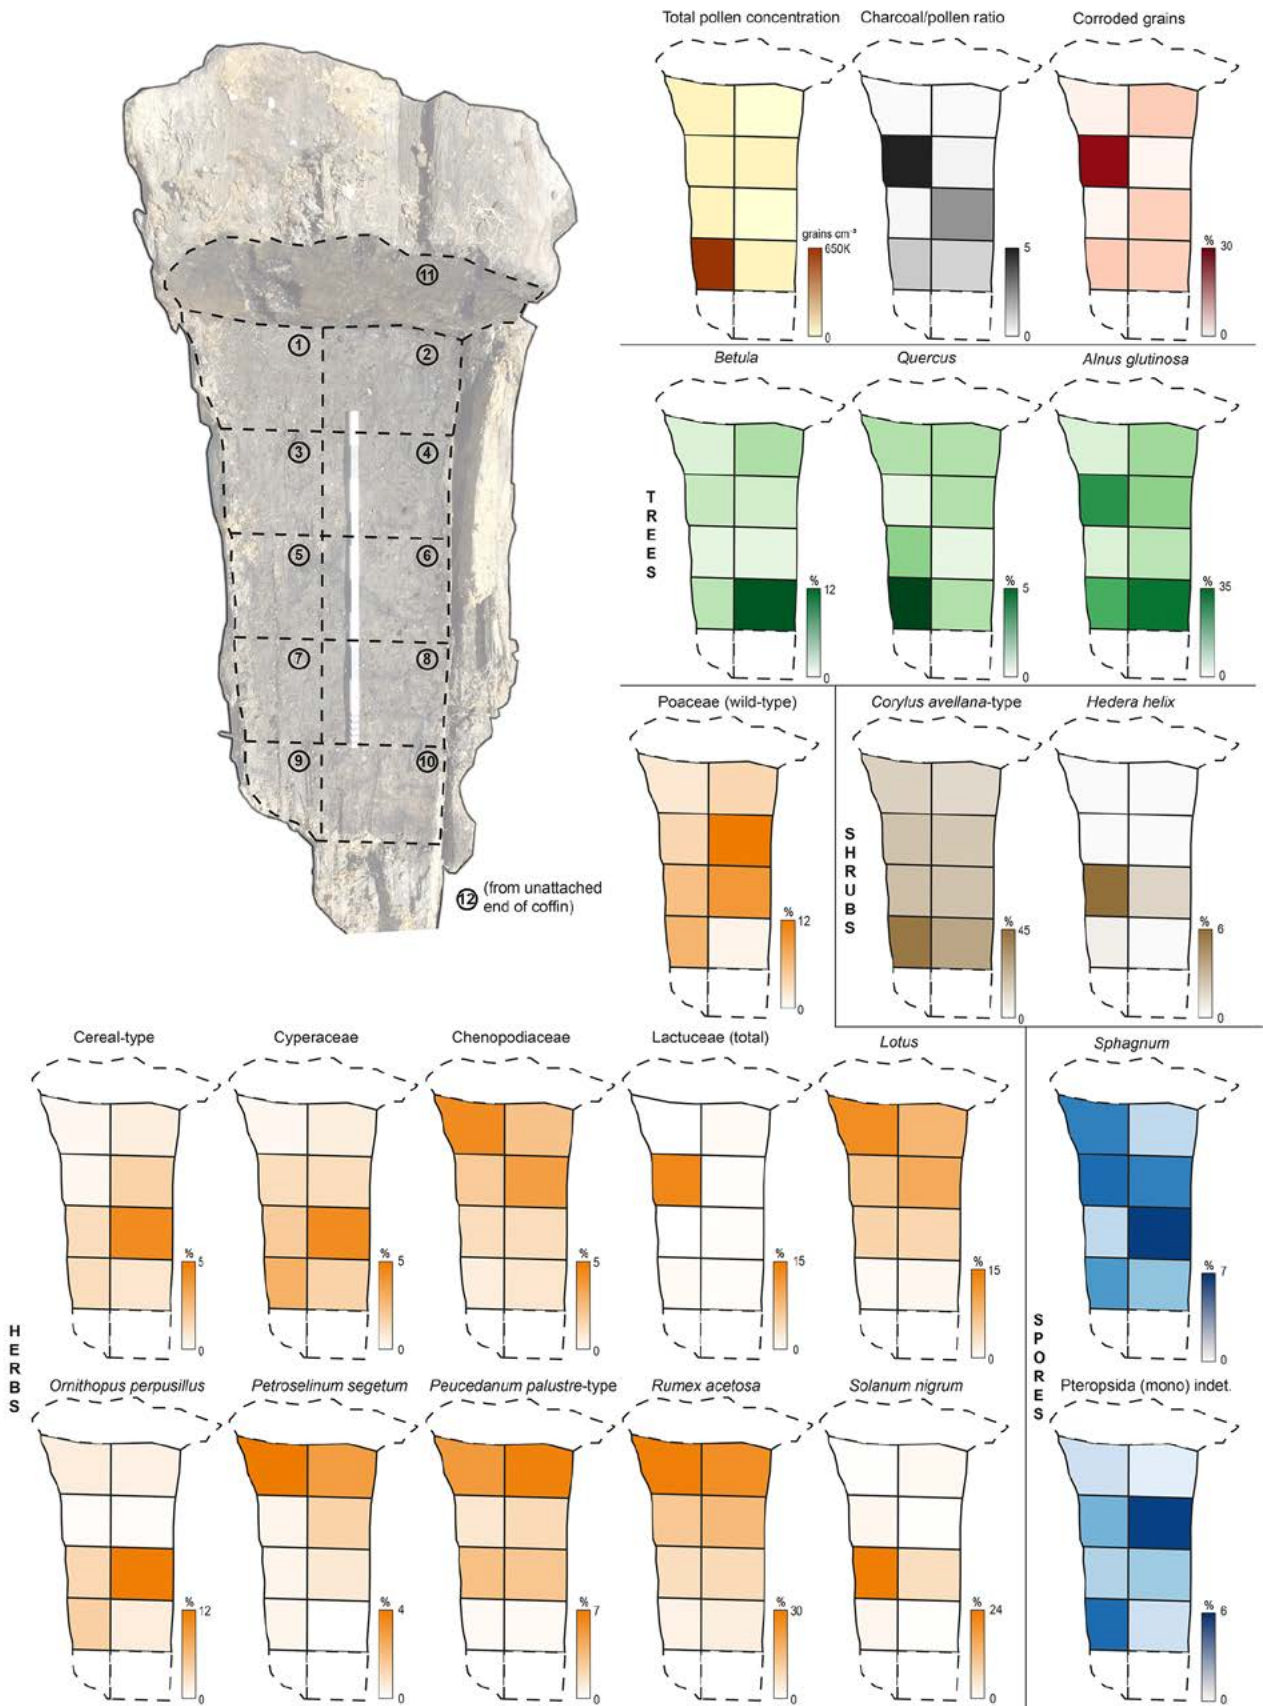 Total pollen concentration
Charcoal/pollen ratio
Corroded grains
grains cm⁻³
650K
0
5
0
%
30
0
11
1
2
3
4
5
6
7
8
9
10
12 (from unattached
end of coffin)
TREES
Betula
Quercus
Alnus glutinosa
%
12
0
%
5
0
%
35
0
Poaceae (wild-type)
%
12
0
SHRUBS
Corylus avellana-type
Hedera helix
%
45
0
%
6
0
HERBS
Cereal-type
Cyperaceae
Chenopodiaceae
Lactuceae (total)
Lotus
%
5
0
%
5
0
%
5
0
%
15
0
%
15
0
Ornithopus perpusillus
Petroselinum segetum
Peucedanum palustre-type
Rumex acetosa
Solanum nigrum
%
12
0
%
4
0
%
7
0
%
30
0
%
24
0
SPORES
Sphagnum
%
7
0
Pteropsida (mono) indet.
%
6
0